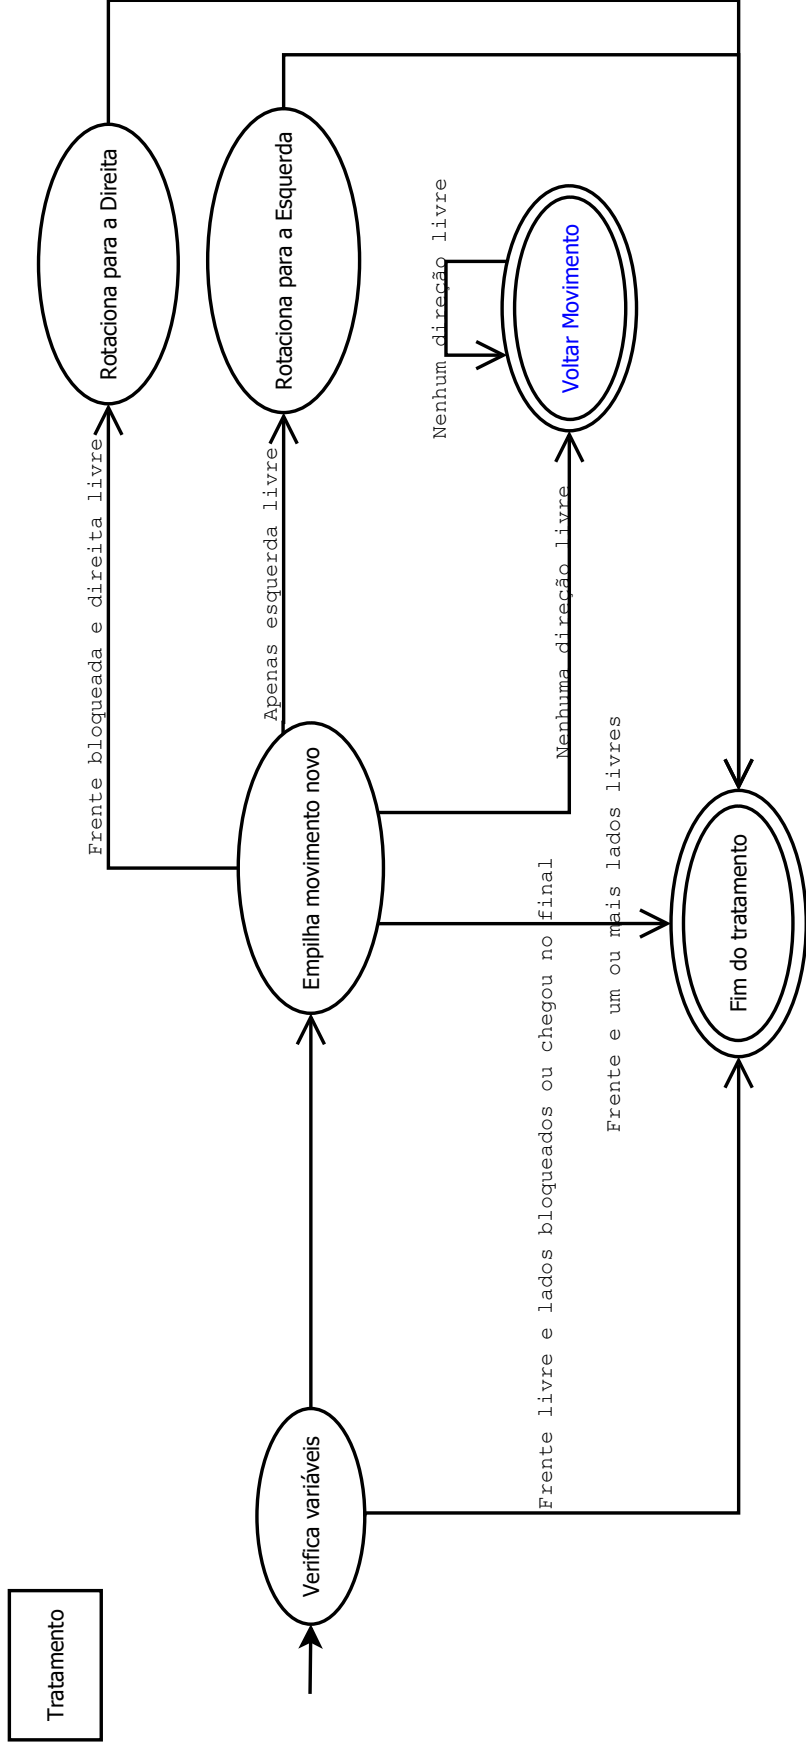 Tratamento
Rotaciona para a Direita
Frente bloqueada e direita livre
Rotaciona para a Esquerda
Apenas esquerda livre
Verifica variáveis
Empilha movimento novo
Nenhum direção livre
Voltar Movimento
Nenhuma direção livre
Frente livre e lados bloqueados ou chegou no final
Frente e um ou mais lados livres
Fim do tratamento